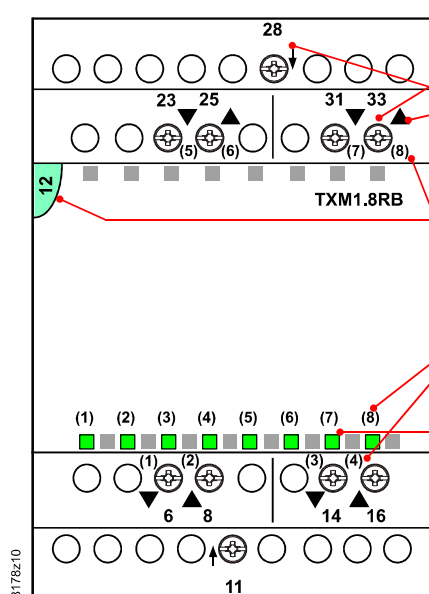 28
23 25 31 33
(5) (6) (7) (8)
12
TXM1.8RB
(1) (2) (3) (4) (5) (6) (7) (8)
(1) (2) (3) (4)
6 8 14 16
11